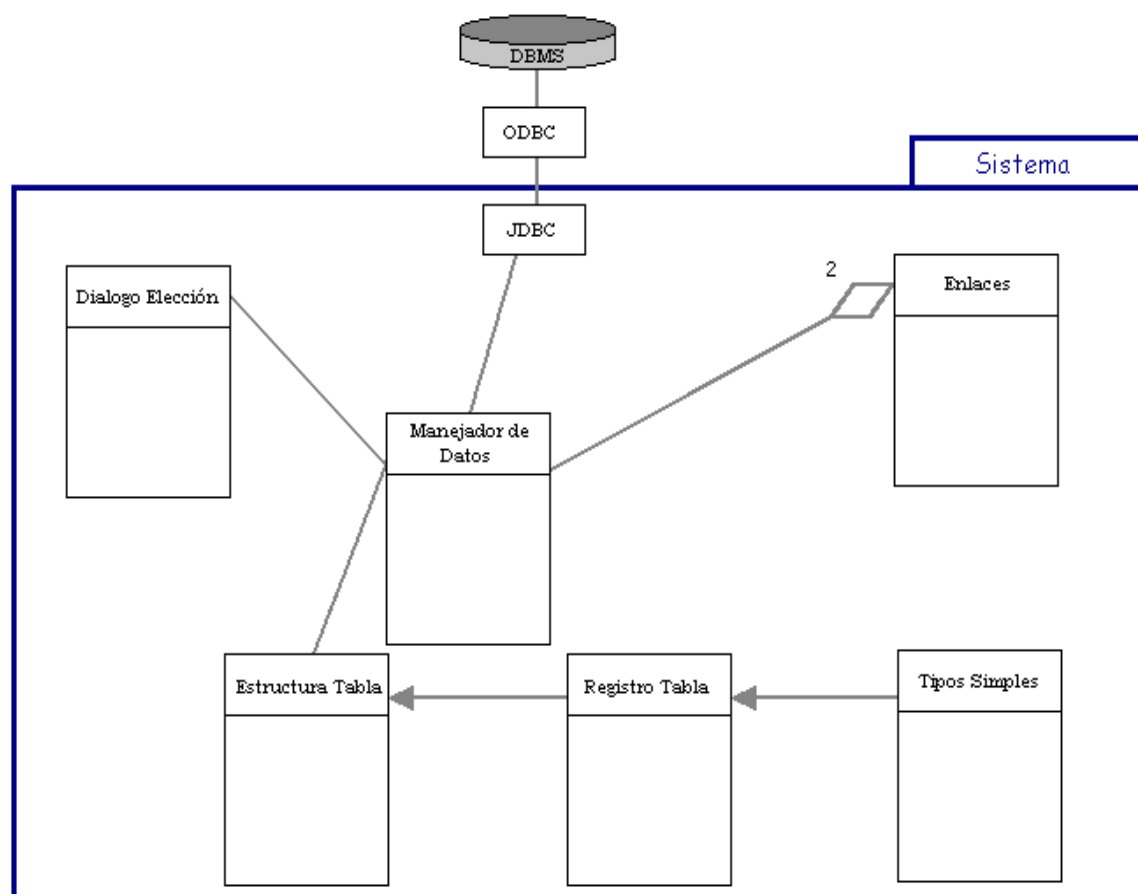 DBMS
ODBC
Sistema
JDBC
Dialogo Elección
2
Enlaces
Manejador de
Datos
Estructura Tabla
Registro Tabla
Tipos Simples